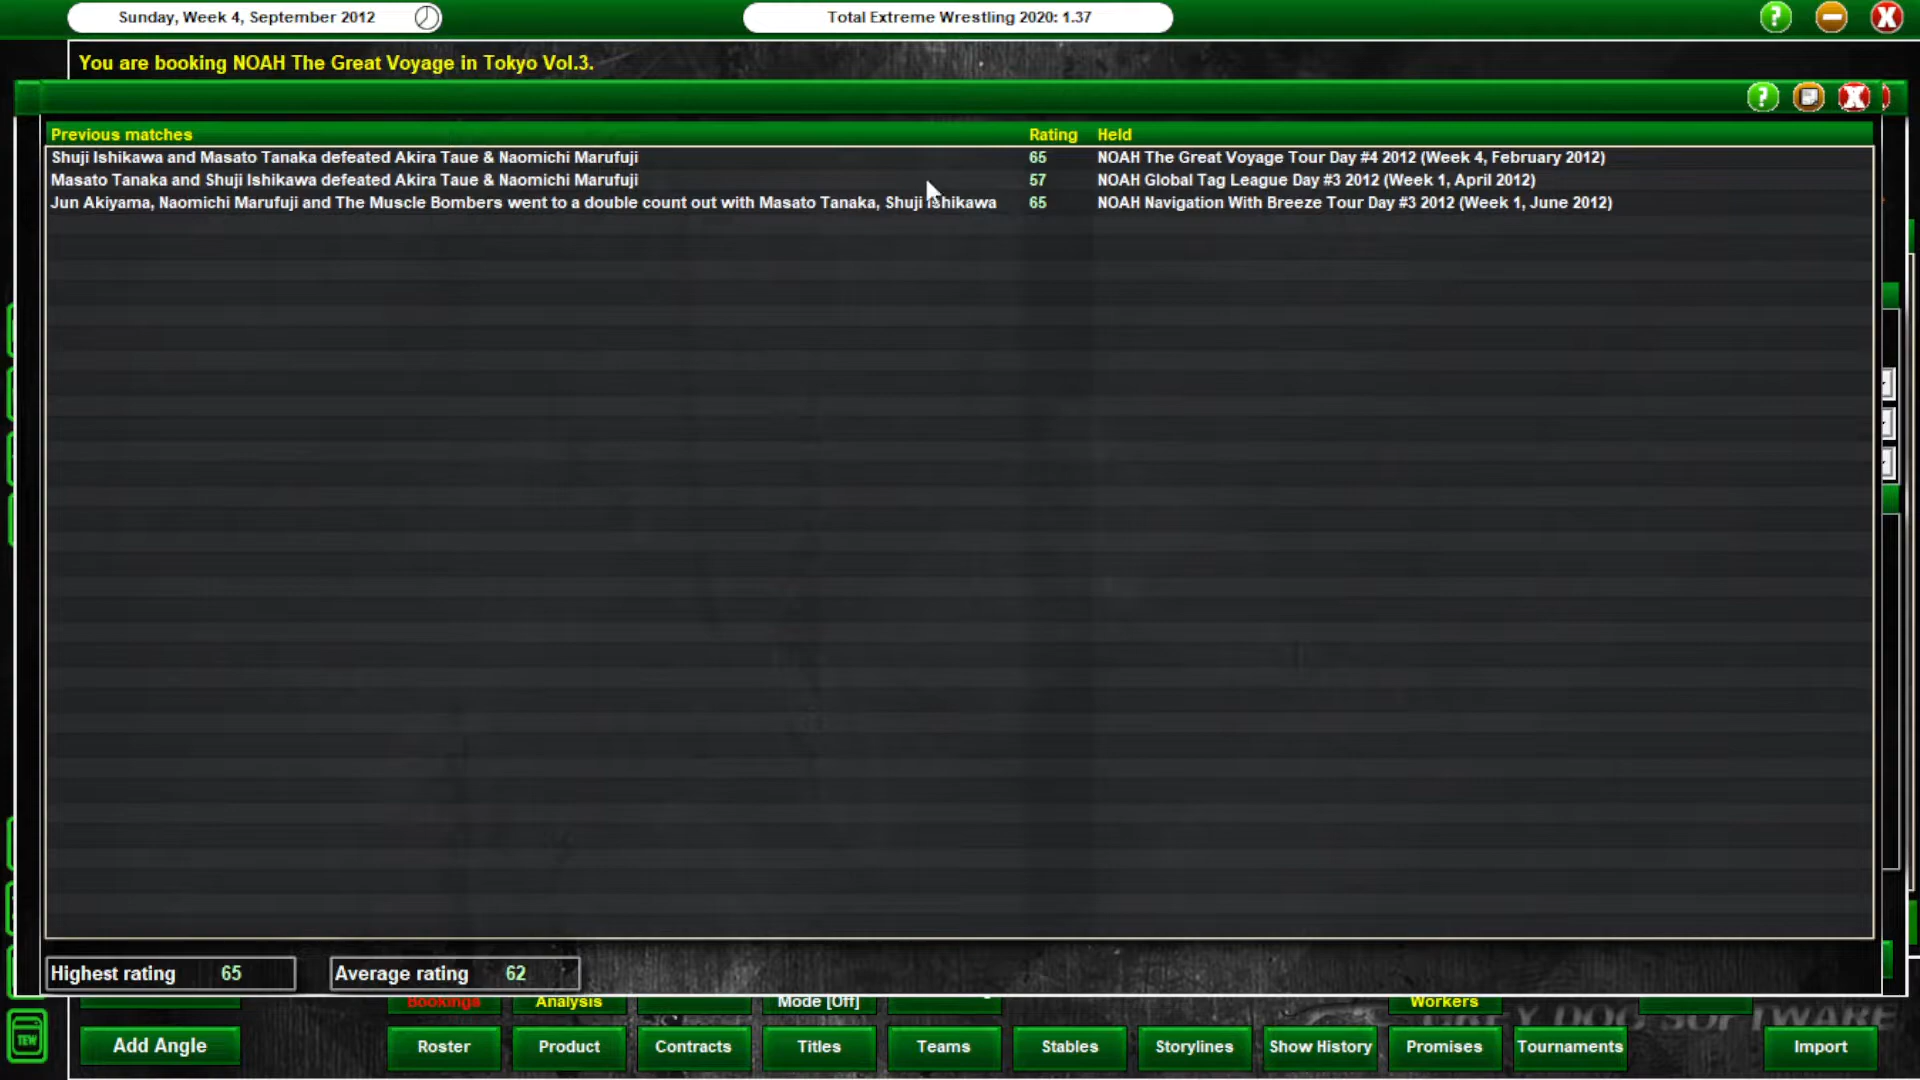 Sunday, Week 4, September 2012
Total Extreme Wrestling 2020: 1.37
You are booking NOAH The Great Voyage in Tokyo Vol.3.
Previous matches Rating Held
Shuji Ishikawa and Masato Tanaka defeated Akira Taue & Naomichi Marufuji 65 NOAH The Great Voyage Tour Day #4 2012 (Week 4, February 2012)
Masato Tanaka and Shuji Ishikawa defeated Akira Taue & Naomichi Marufuji 57 NOAH Global Tag League Day #3 2012 (Week 1, April 2012)
Jun Akiyama, Naomichi Marufuji and The Muscle Bombers went to a double count out with Masato Tanaka, Shuji Ishikawa 65 NOAH Navigation With Breeze Tour Day #3 2012 (Week 1, June 2012)
Highest rating 65 Average rating 62
Bookings Analysis Mode [Off] Workers
GREY DOG SOFTWARE
TEW Add Angle Roster Product Contracts Titles Teams Stables Storylines Show History Promises Tournaments Import